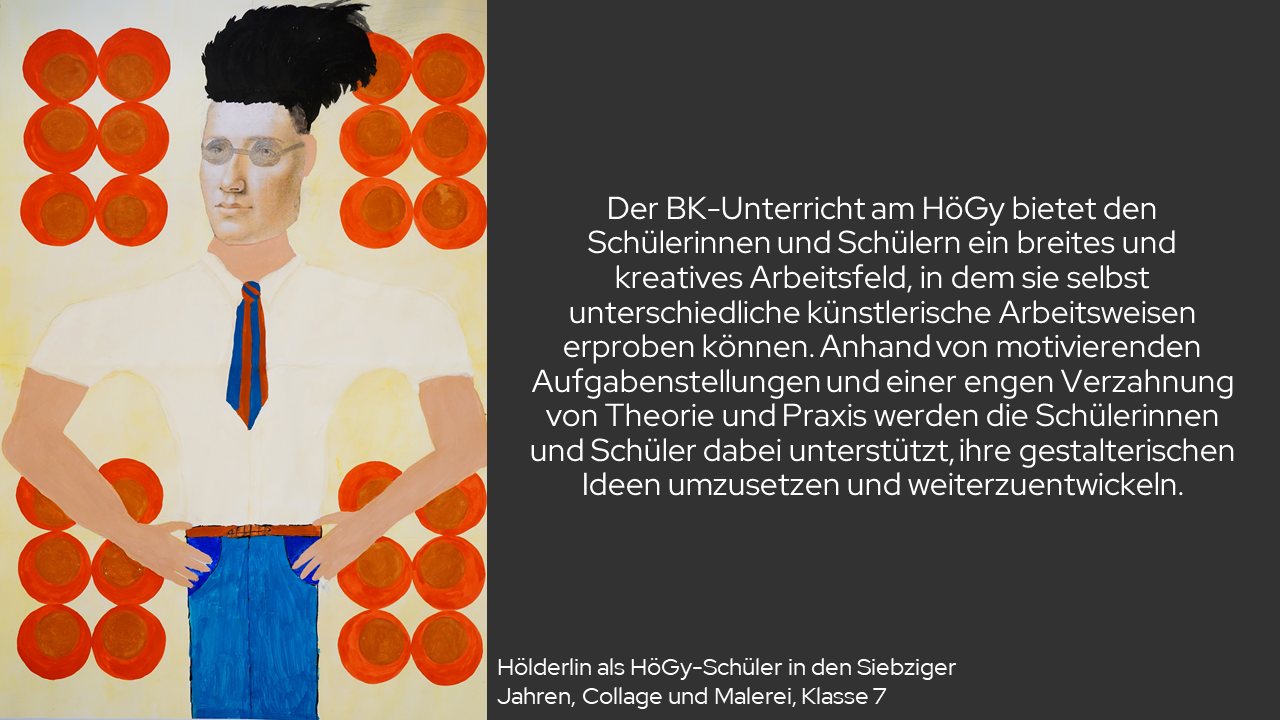 Der BK-Unterricht am HöGy bietet den
Schülerinnen und Schülern ein breites und
kreatives Arbeitsfeld, in dem sie selbst
unterschiedliche künstlerische Arbeitsweisen
erproben können. Anhand von motivierenden
Aufgabenstellungen und einer engen Verzahnung
von Theorie und Praxis werden die Schülerinnen
und Schüler dabei unterstützt, ihre gestalterischen
Ideen umzusetzen und weiterzuentwickeln.
Hölderlin als HöGy-Schüler in den Siebziger
Jahren, Collage und Malerei, Klasse 7